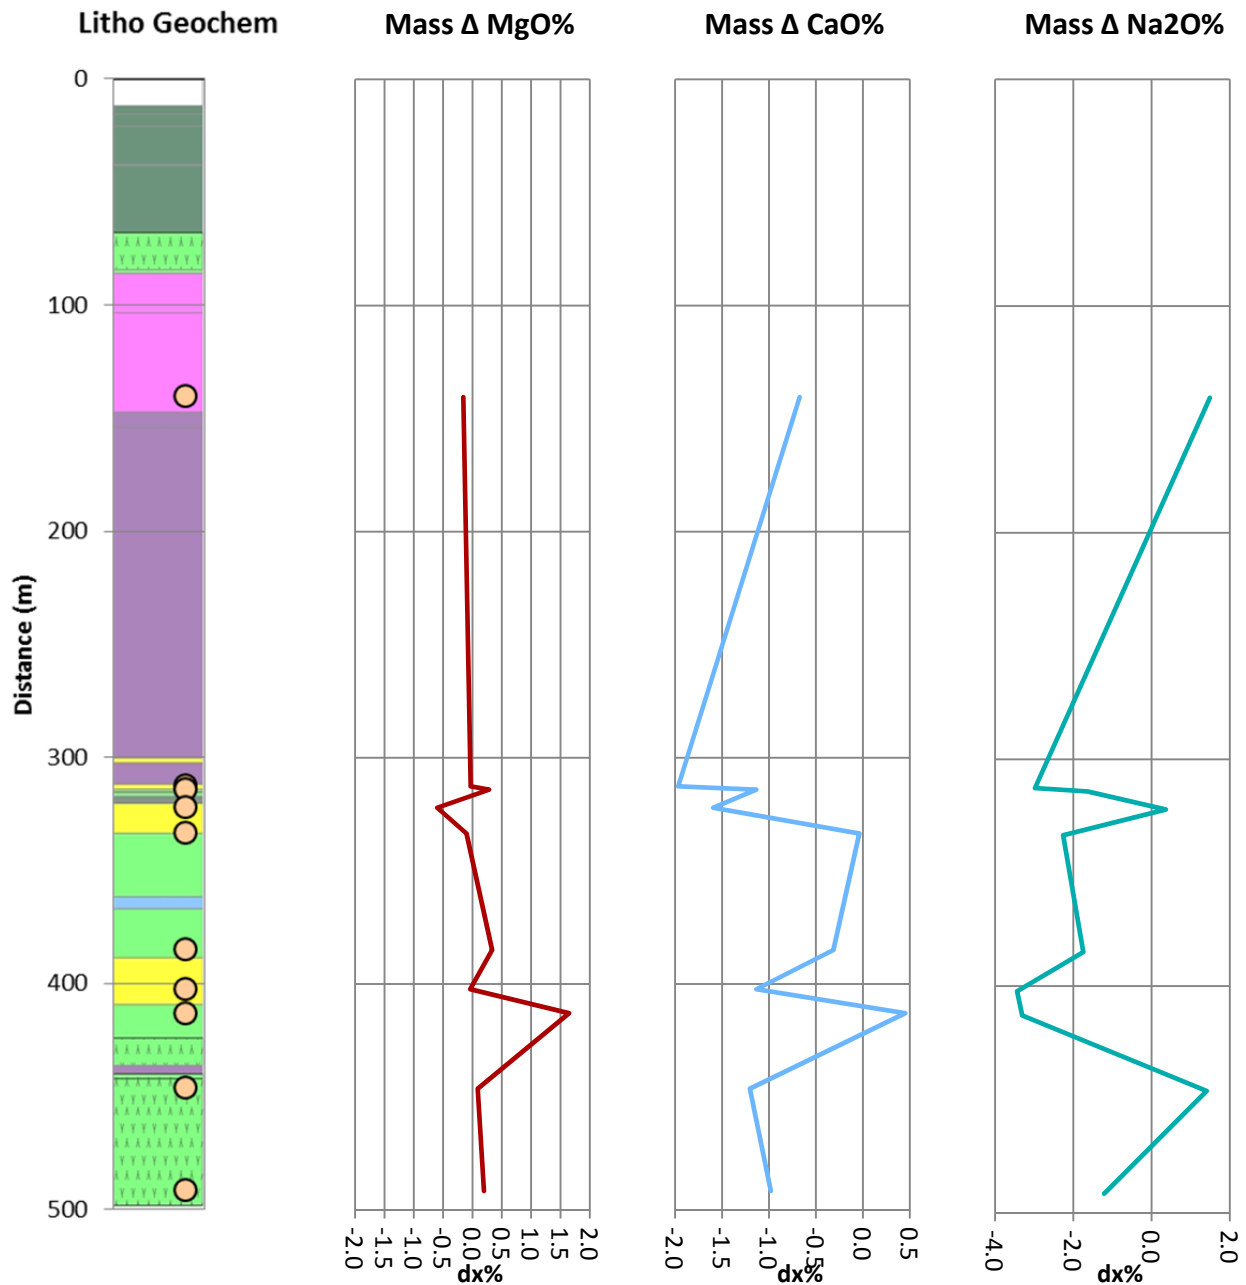 Litho Geochem
Mass Δ MgO%
Mass Δ CaO%
Mass Δ Na2O%
0
100
200
300
400
500
Distance (m)
-2.0 -1.5 -1.0 -0.5 0.0 0.5 1.0 1.5 2.0
dx%
-2.0 -1.5 -1.0 -0.5 0.0 0.5
dx%
-4.0 -2.0 0.0 2.0
dx%